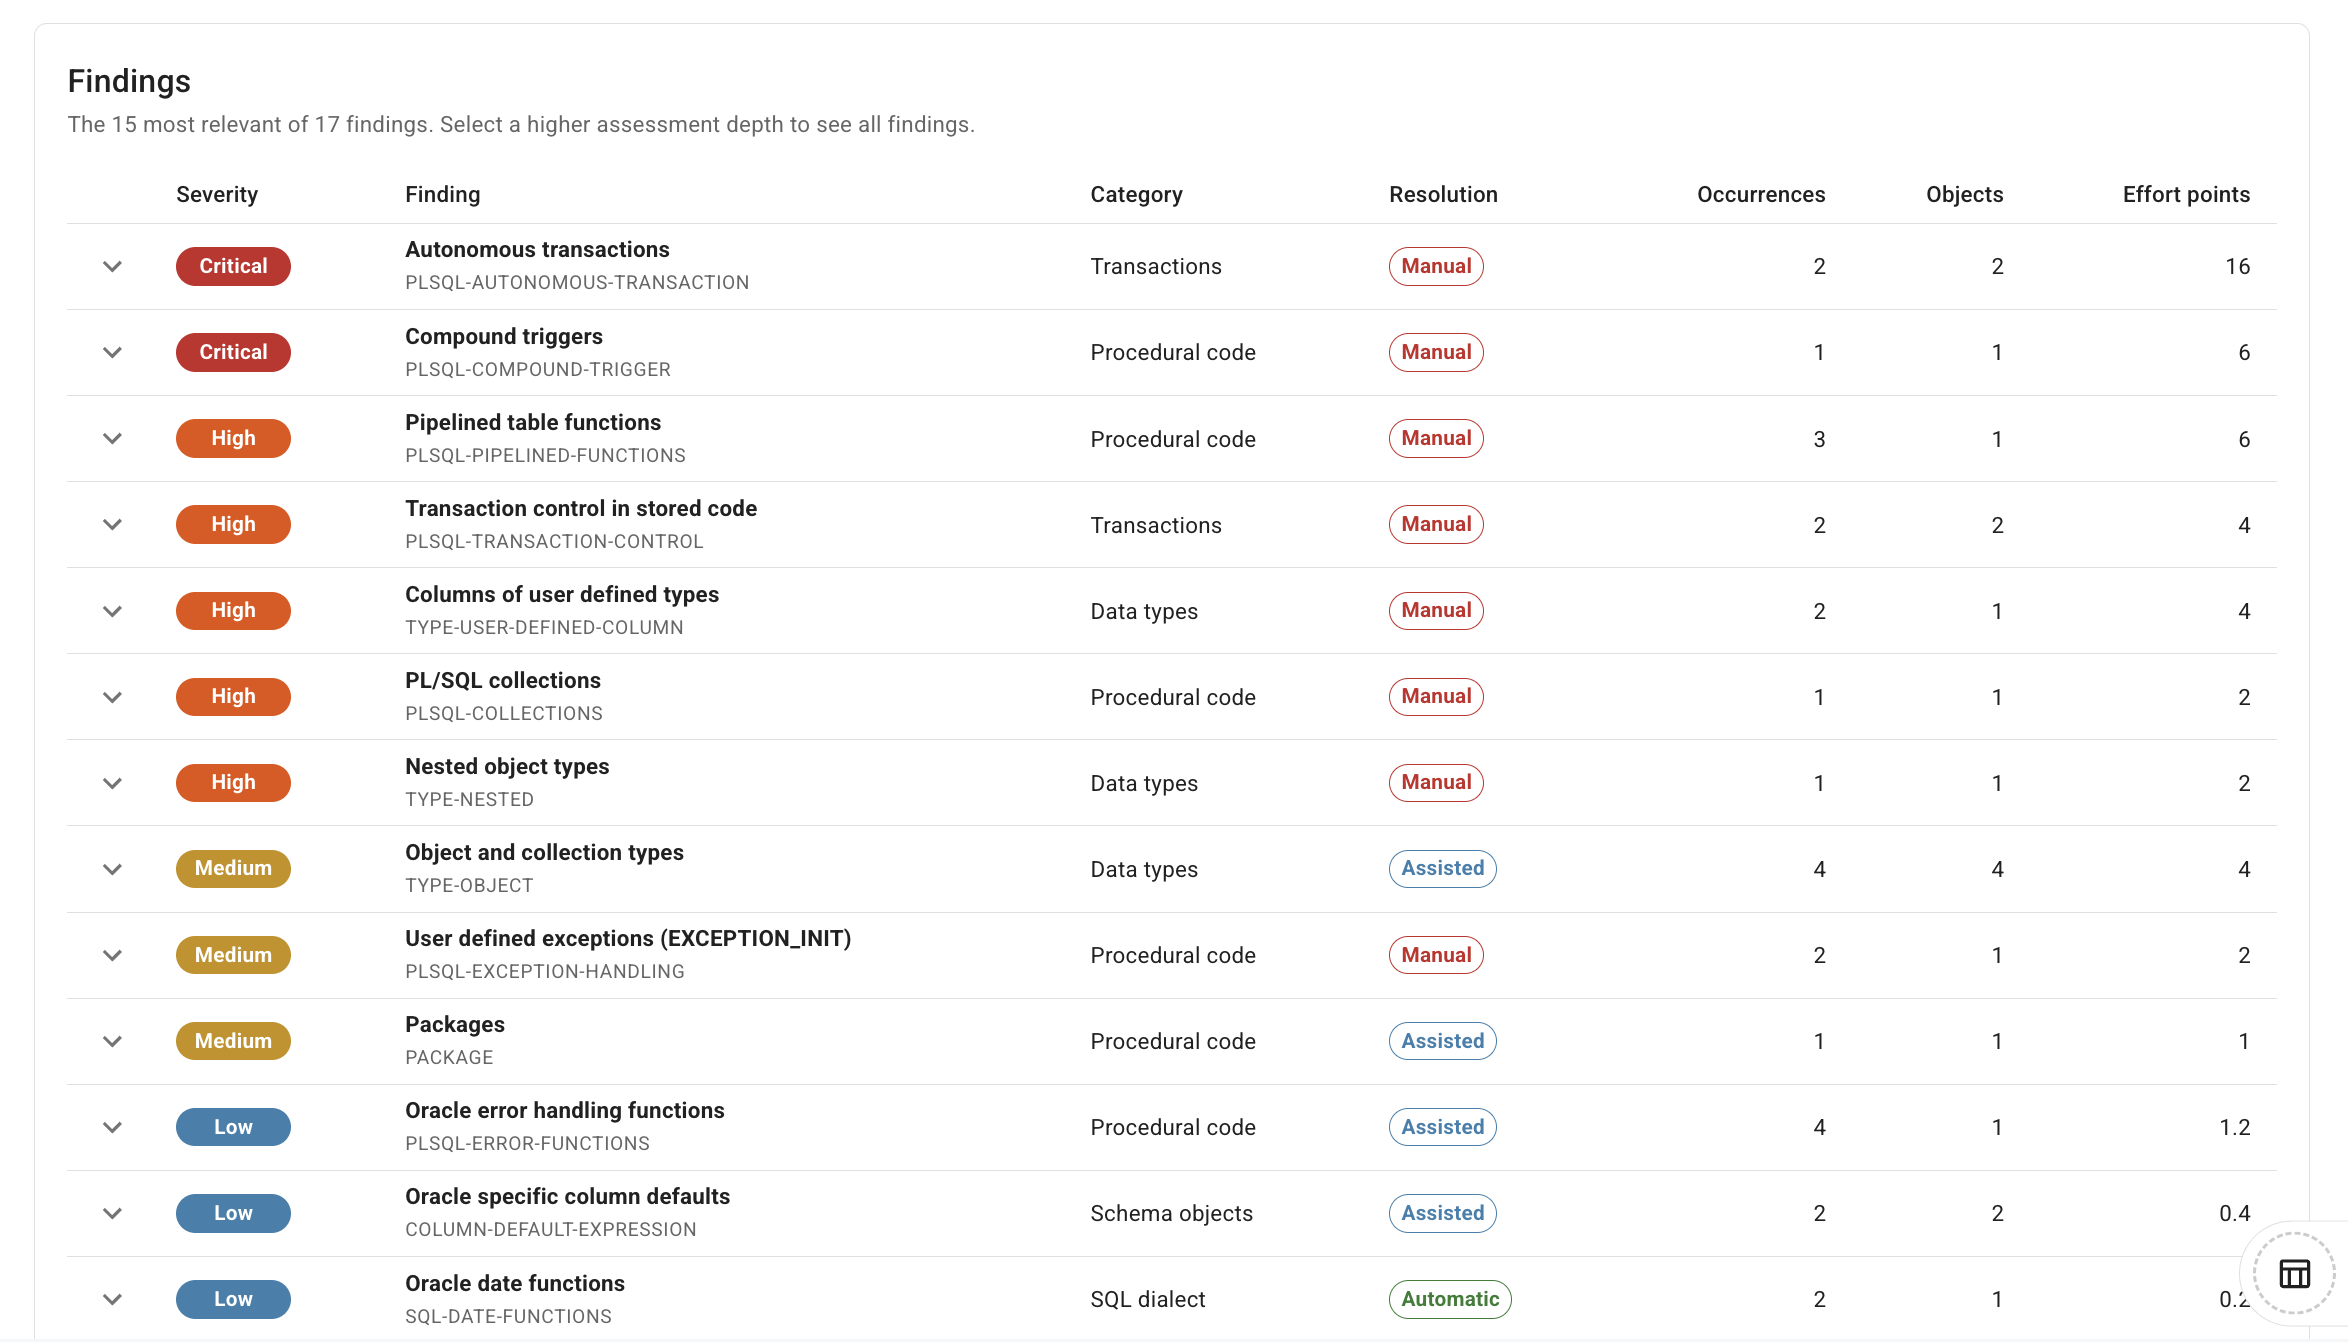 Findings
The 15 most relevant of 17 findings. Select a higher assessment depth to see all findings.
Severity Finding Category Resolution Occurrences Objects Effort points
Critical Autonomous transactions Transactions Manual 2 2 16
PLSQL-AUTONOMOUS-TRANSACTION
Critical Compound triggers Procedural code Manual 1 1 6
PLSQL-COMPOUND-TRIGGER
High Pipelined table functions Procedural code Manual 3 1 6
PLSQL-PIPELINED-FUNCTIONS
High Transaction control in stored code Transactions Manual 2 2 4
PLSQL-TRANSACTION-CONTROL
High Columns of user defined types Data types Manual 2 1 4
TYPE-USER-DEFINED-COLUMN
High PL/SQL collections Procedural code Manual 1 1 2
PLSQL-COLLECTIONS
High Nested object types Data types Manual 1 1 2
TYPE-NESTED
Medium Object and collection types Data types Assisted 4 4 4
TYPE-OBJECT
Medium User defined exceptions (EXCEPTION_INIT) Procedural code Manual 2 1 2
PLSQL-EXCEPTION-HANDLING
Medium Packages Procedural code Assisted 1 1 1
PACKAGE
Low Oracle error handling functions Procedural code Assisted 4 1 1.2
PLSQL-ERROR-FUNCTIONS
Low Oracle specific column defaults Schema objects Assisted 2 2 0.4
COLUMN-DEFAULT-EXPRESSION
Low Oracle date functions SQL dialect Automatic 2 1 0.2
SQL-DATE-FUNCTIONS